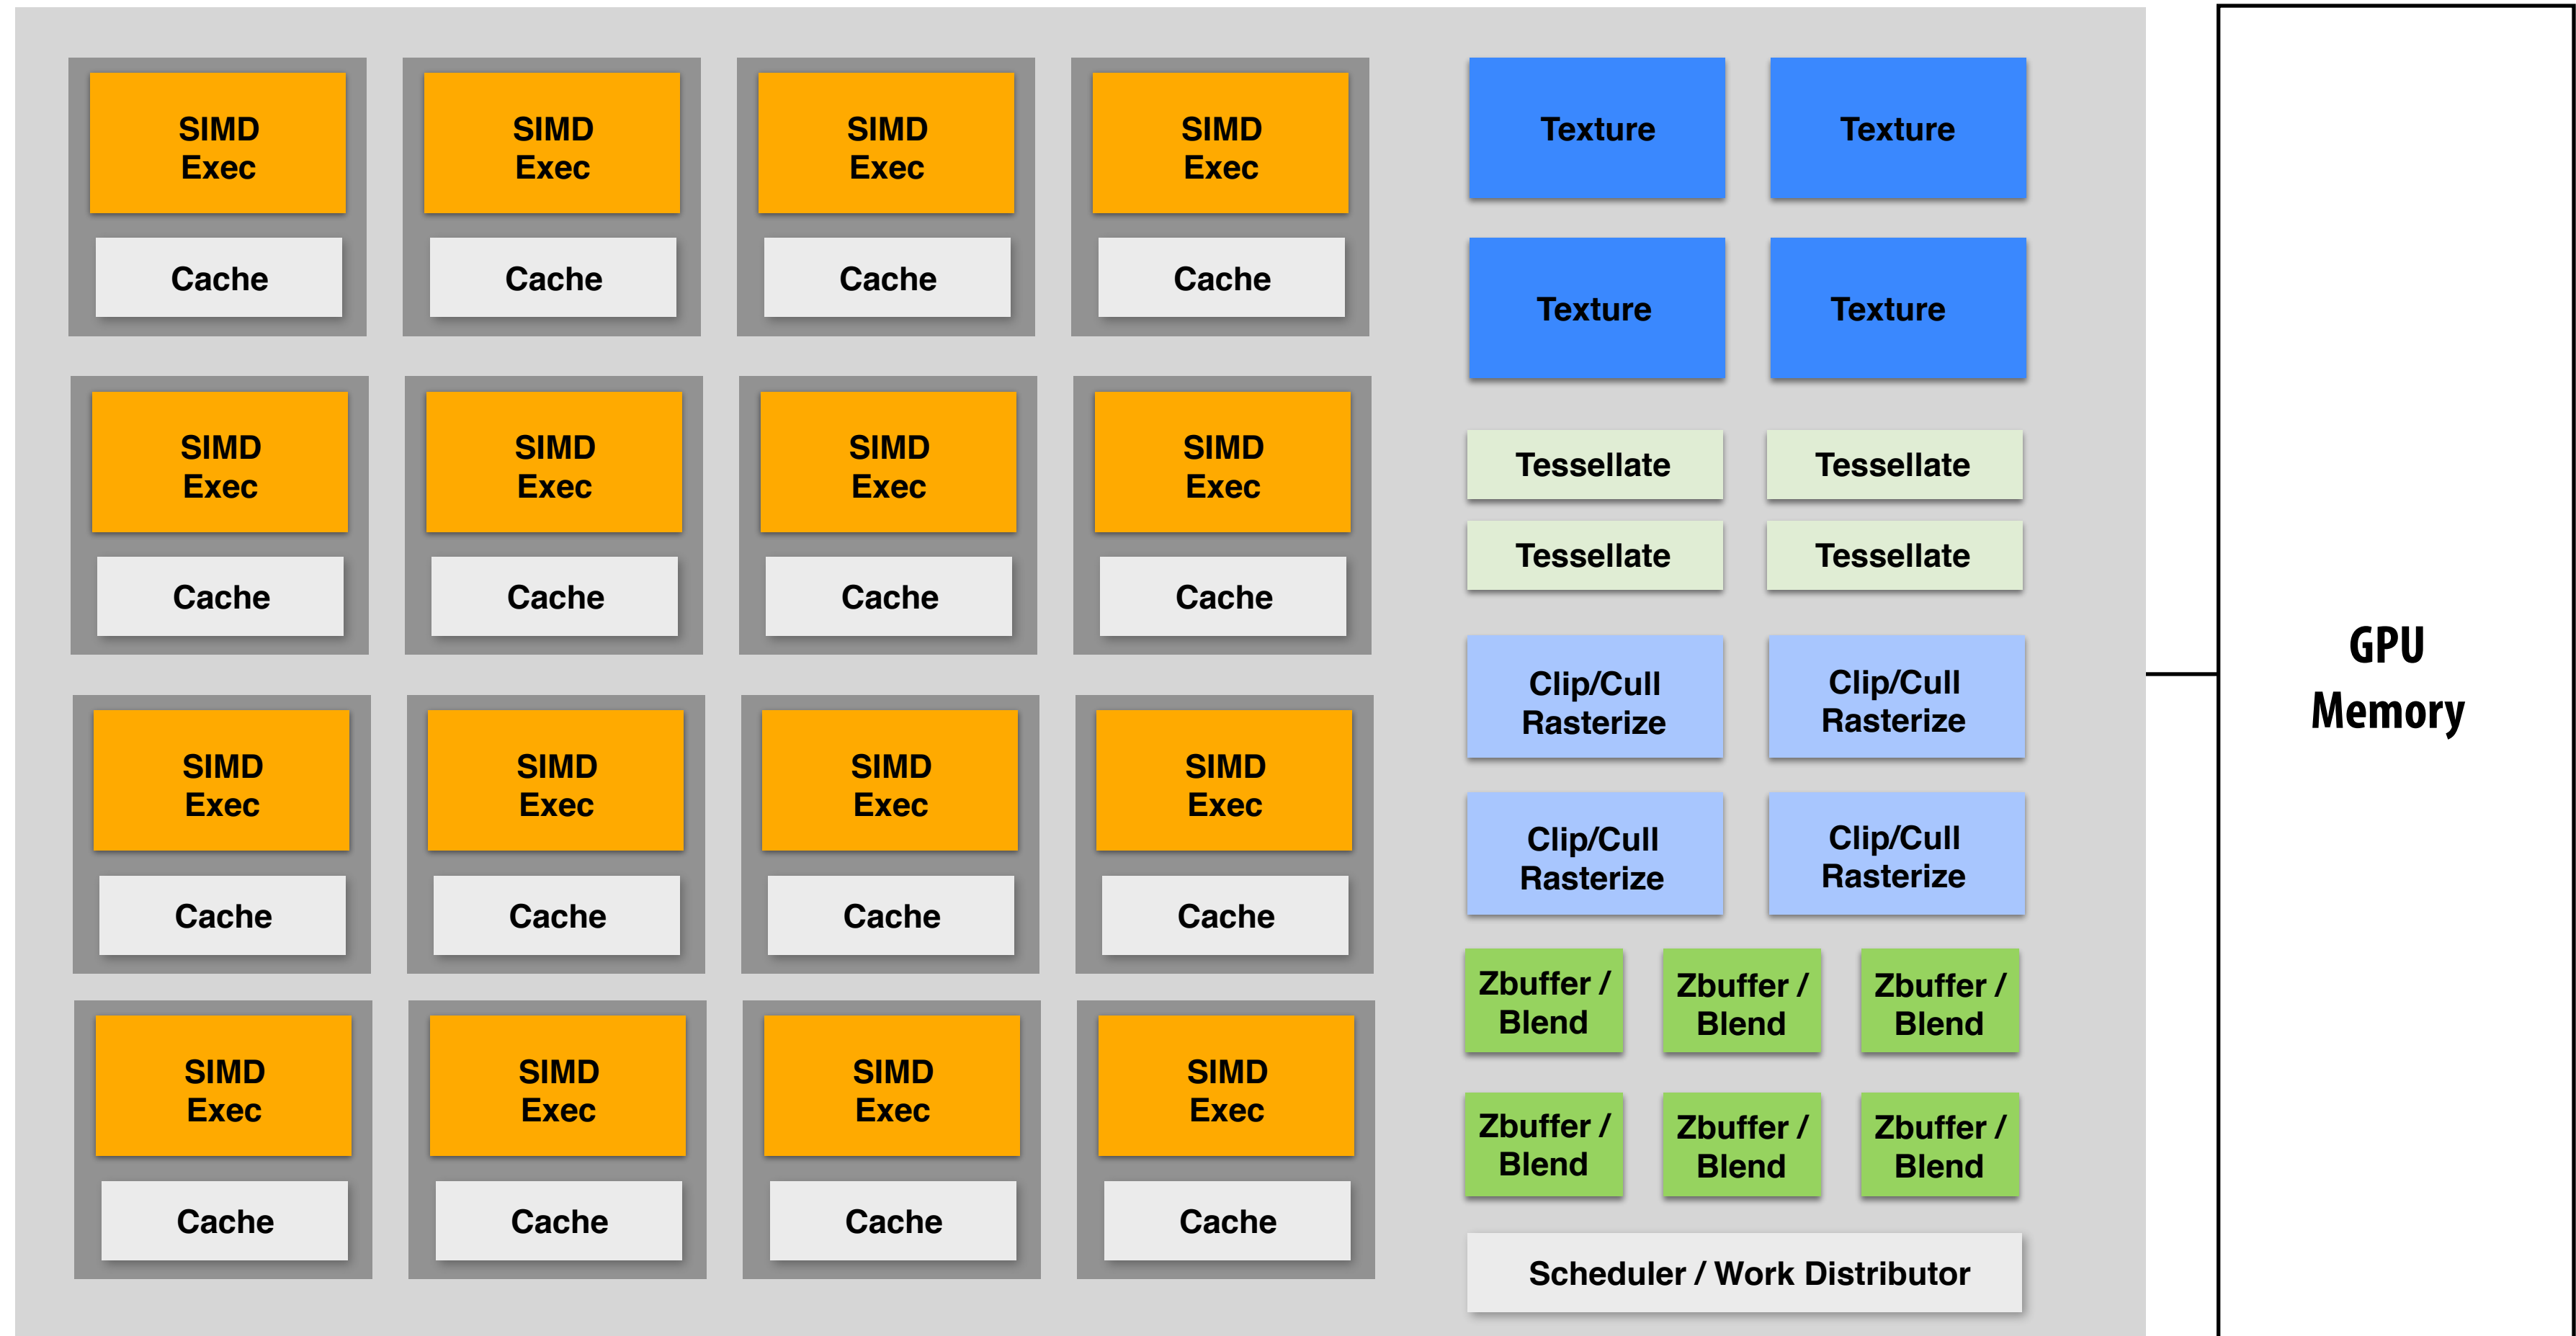 SIMD
Exec
Cache
SIMD
Exec
Cache
SIMD
Exec
Cache
SIMD
Exec
Cache
SIMD
Exec
Cache
SIMD
Exec
Cache
SIMD
Exec
Cache
SIMD
Exec
Cache
SIMD
Exec
Cache
SIMD
Exec
Cache
SIMD
Exec
Cache
SIMD
Exec
Cache
SIMD
Exec
Cache
SIMD
Exec
Cache
SIMD
Exec
Cache
SIMD
Exec
Cache
Texture
Texture
Texture
Texture
Tessellate
Tessellate
Tessellate
Tessellate
Clip/Cull
Rasterize
Clip/Cull
Rasterize
Clip/Cull
Rasterize
Clip/Cull
Rasterize
Zbuffer /
Blend
Zbuffer /
Blend
Zbuffer /
Blend
Zbuffer /
Blend
Zbuffer /
Blend
Zbuffer /
Blend
Scheduler / Work Distributor
GPU
Memory